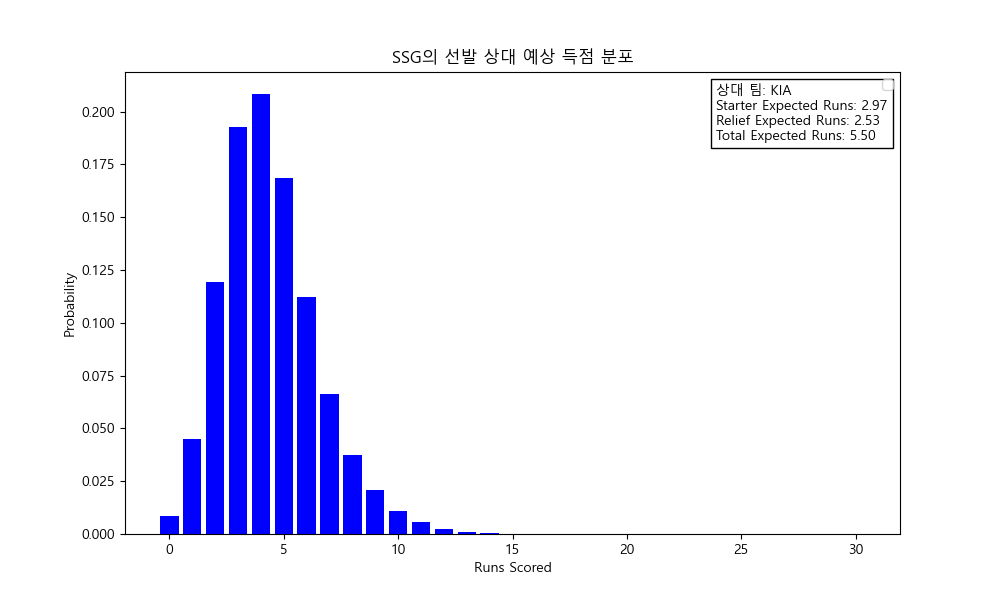 SSG의 선발 상대 예상 득점 분포
상대 팀: KIA
Starter Expected Runs: 2.97
Relief Expected Runs: 2.53
Total Expected Runs: 5.50
Probability
0.200
0.175
0.150
0.125
0.100
0.075
0.050
0.025
0.000
0 5 10 15 20 25 30
Runs Scored